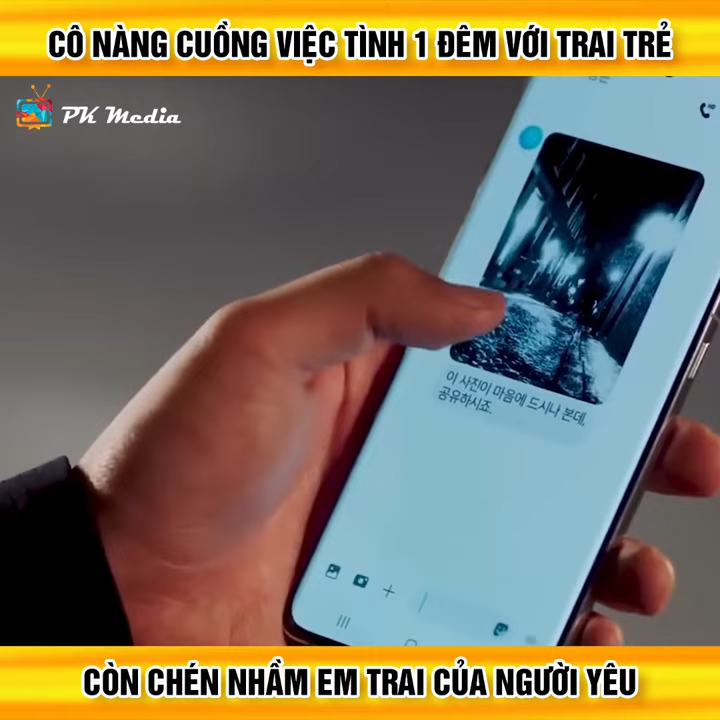 CÔ NÀNG CUỒNG VIỆC TÌNH 1 ĐÊM VỚI TRAI TRẺ
PK Media
이 사진이 마음에 드시나 본데,
공유하시죠.
CÒN CHÉN NHẦM EM TRAI CỦA NGƯỜI YÊU